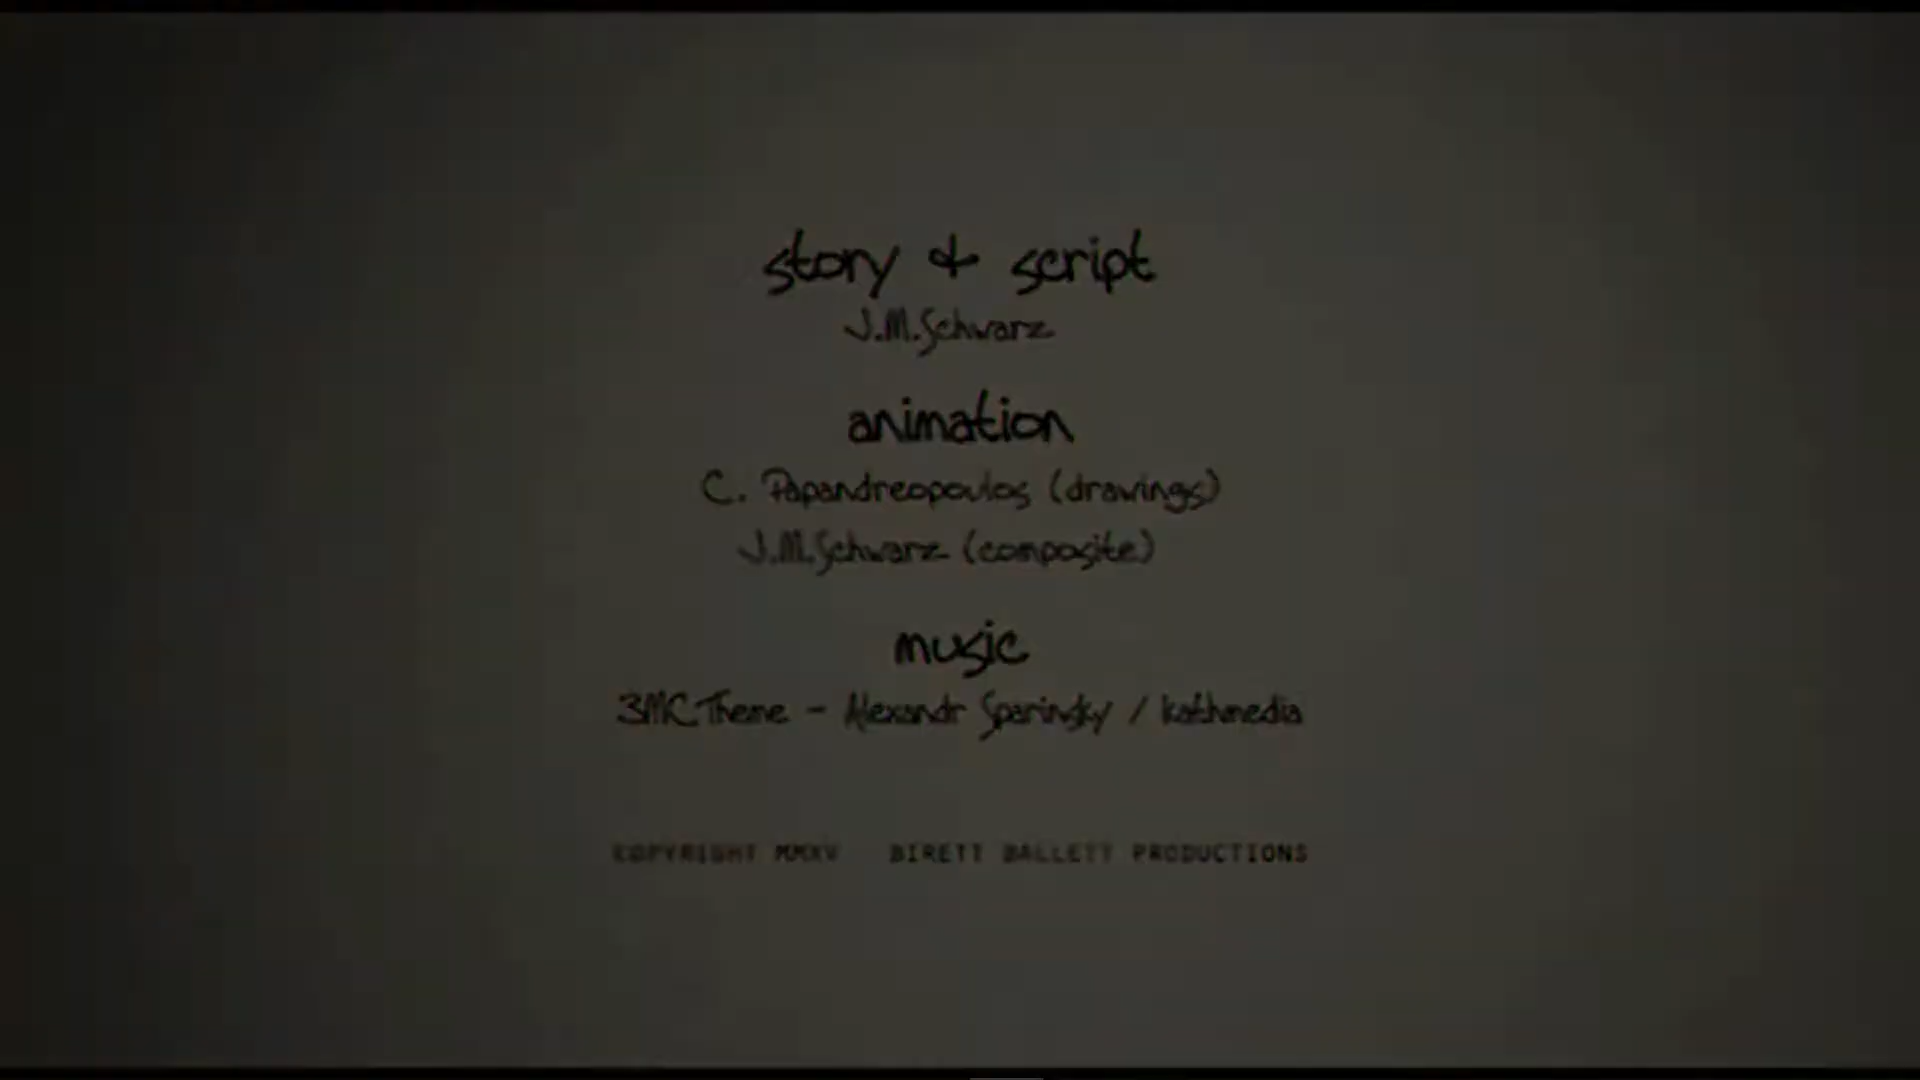 story & script
J.M.Schwarz
animation
C. Papandreopoulos (drawings)
J.M.Schwarz (composite)
music
3MC Theme - Alexandr Sparinsky / kathmedia
COPYRIGHT MMXV BIRETT BALLETT PRODUCTIONS